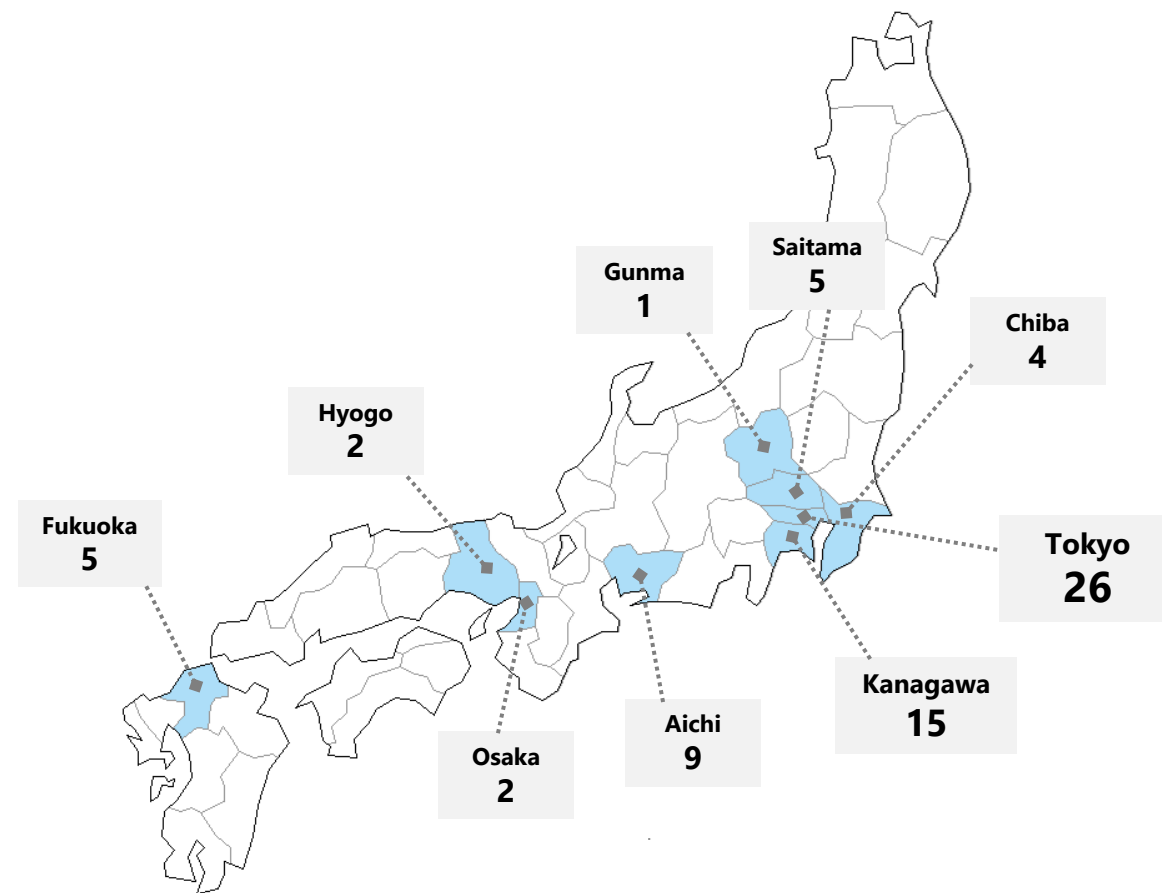 Saitama
5
Gunma
1
Chiba
4
Hyogo
2
Fukuoka
5
Tokyo
26
Kanagawa
15
Aichi
9
Osaka
2